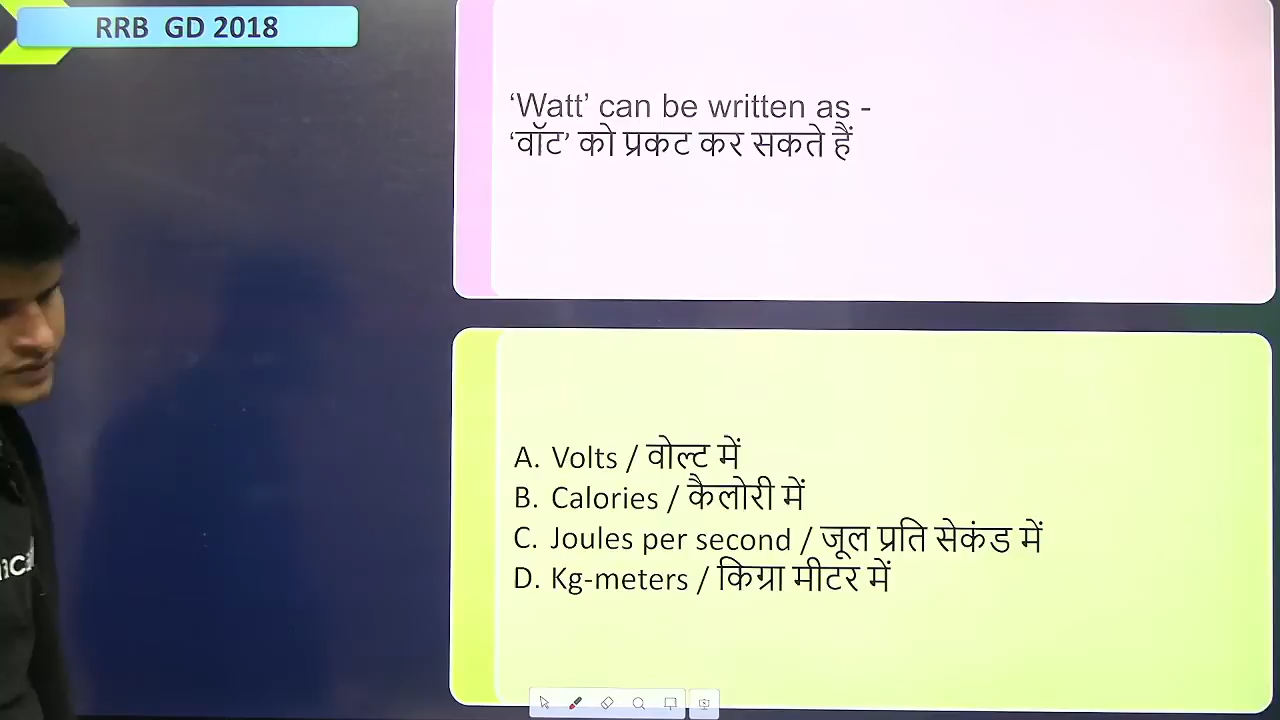 RRB GD 2018
‘Watt’ can be written as -
‘वॉट’ को प्रकट कर सकते हैं
A. Volts / वोल्ट में
B. Calories / कैलोरी में
C. Joules per second / जूल प्रति सेकंड में
D. Kg-meters / किग्रा मीटर में